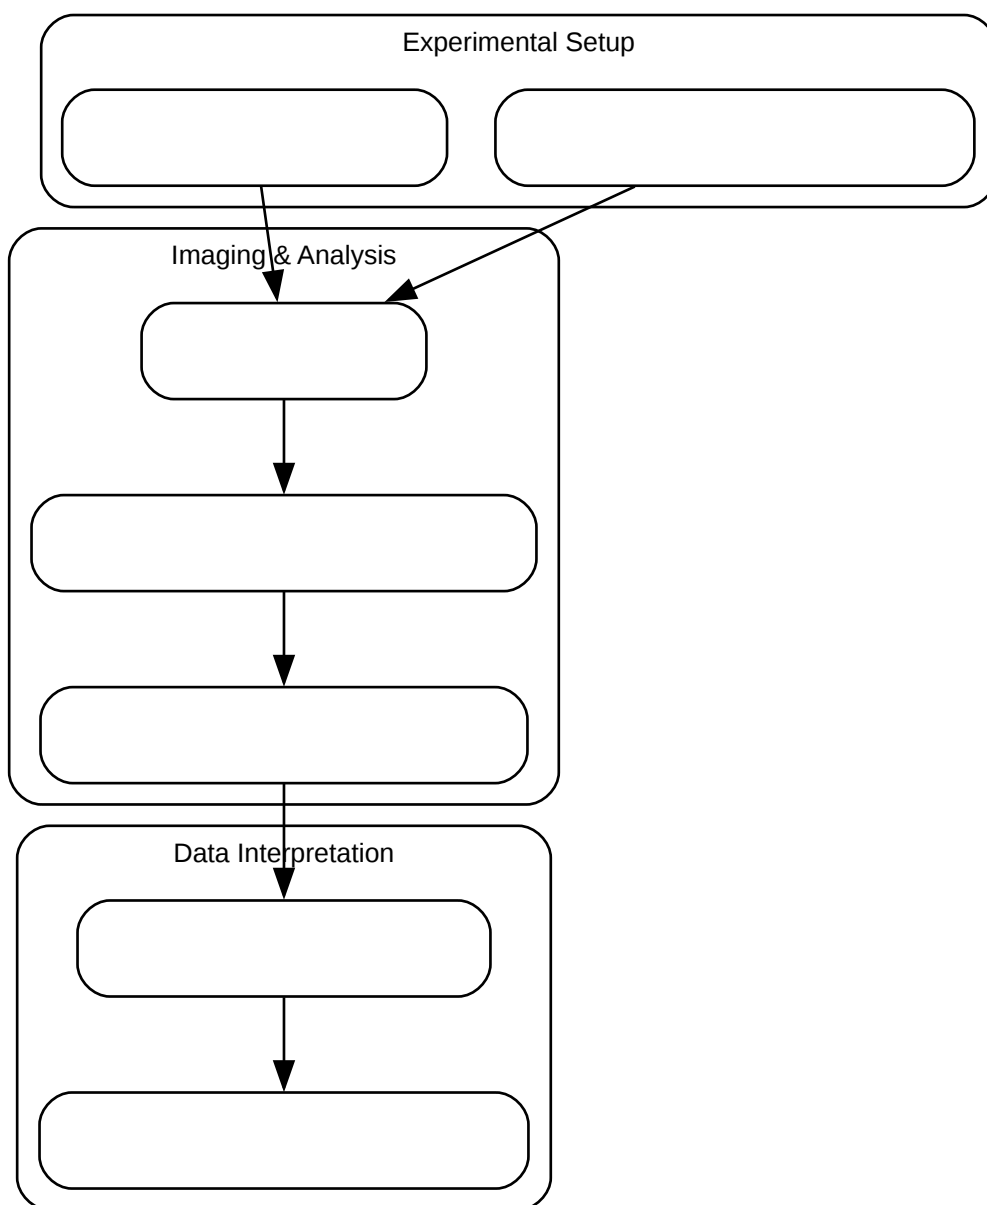 Experimental Setup
Imaging & Analysis
Data Interpretation